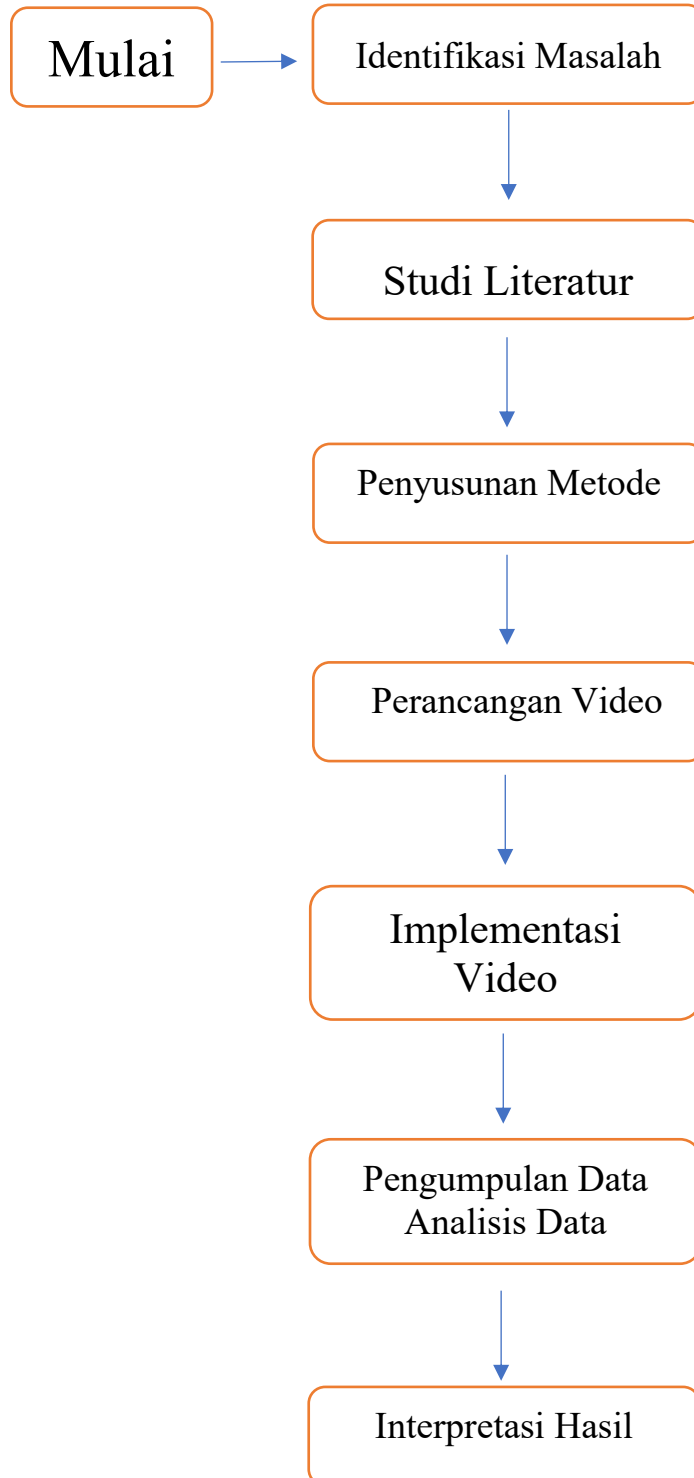 Mulai
Identifikasi Masalah
Studi Literatur
Penyusunan Metode
Perancangan Video
Implementasi
Video
Pengumpulan Data
Analisis Data
Interpretasi Hasil